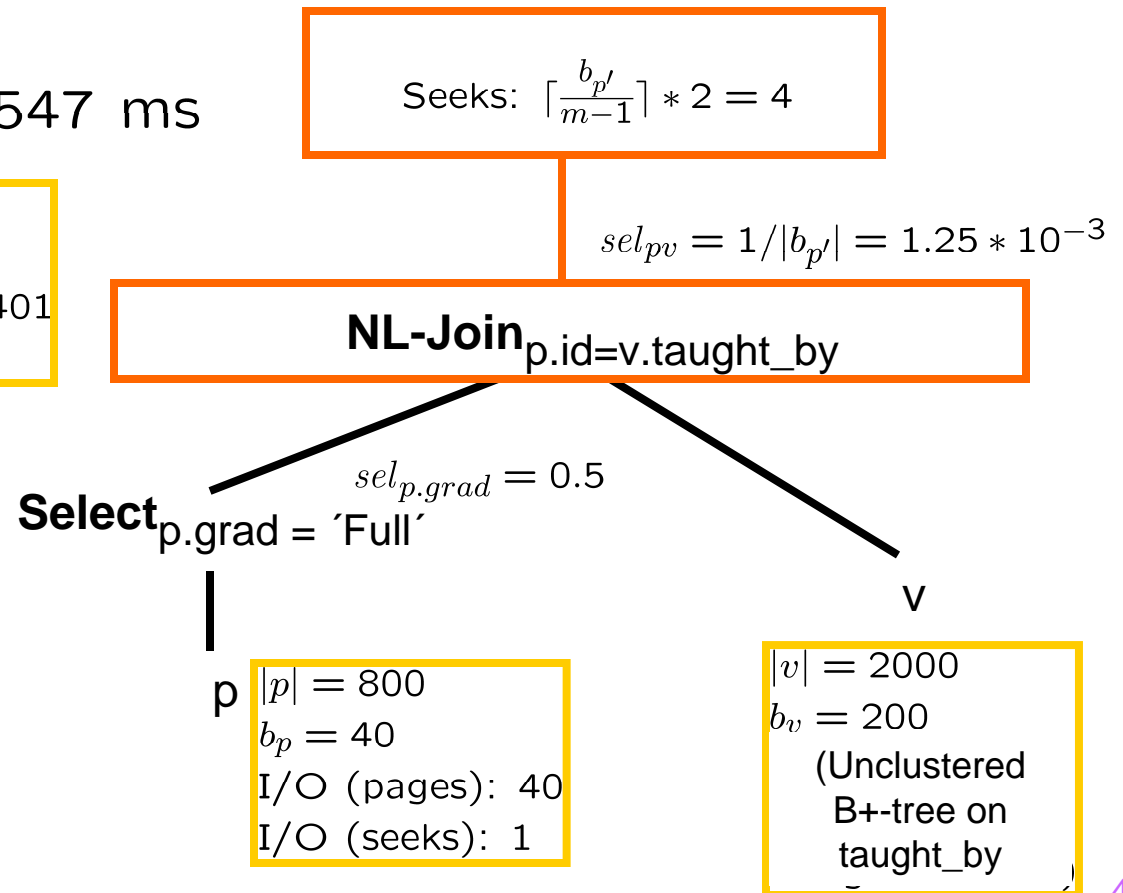 Seeks: ⌈b_{p′}/(m−1)⌉ ∗ 2 = 4
547 ms
sel_{pv} = 1/|b_{p′}| = 1.25 ∗ 10^{−3}
401
NL-Join_{p.id=v.taught_by}
sel_{p.grad} = 0.5
Select_{p.grad = ´Full´}
v
p
|p| = 800
b_p = 40
I/O (pages): 40
I/O (seeks): 1
|v| = 2000
b_v = 200
(Unclustered
B+-tree on
taught_by